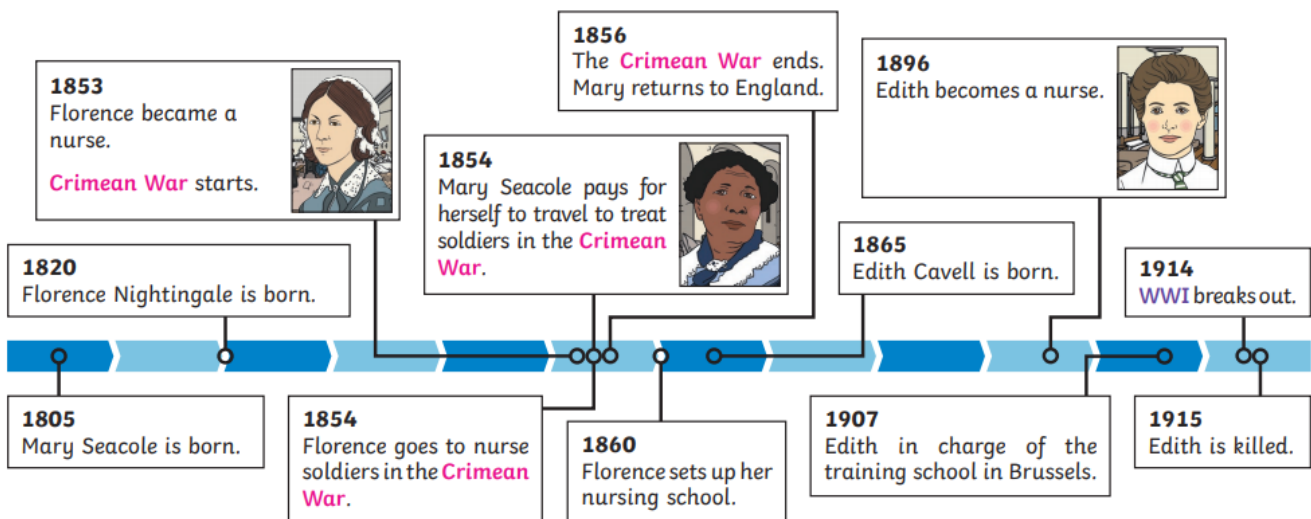 1853
Florence became a
nurse.
Crimean War starts.
1820
Florence Nightingale is born.
1854
Mary Seacole pays for
herself to travel to treat
soldiers in the Crimean
War.
1856
The Crimean War ends.
Mary returns to England.
1865
Edith Cavell is born.
1896
Edith becomes a nurse.
1914
WWI breaks out.
1805
Mary Seacole is born.
1854
Florence goes to nurse
soldiers in the Crimean
War.
1860
Florence sets up her
nursing school.
1907
Edith in charge of the
training school in Brussels.
1915
Edith is killed.